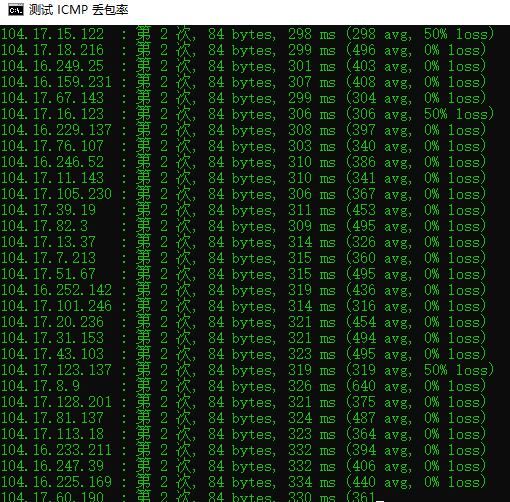 测试 ICMP 丢包率
104.17.15.122 : 第 2 次, 84 bytes, 298 ms (298 avg, 50% loss)
104.17.18.216 : 第 2 次, 84 bytes, 299 ms (496 avg, 0% loss)
104.16.249.25 : 第 2 次, 84 bytes, 301 ms (403 avg, 0% loss)
104.16.159.231 : 第 2 次, 84 bytes, 307 ms (408 avg, 0% loss)
104.17.67.143 : 第 2 次, 84 bytes, 299 ms (304 avg, 0% loss)
104.17.16.123 : 第 2 次, 84 bytes, 306 ms (306 avg, 50% loss)
104.16.229.137 : 第 2 次, 84 bytes, 308 ms (397 avg, 0% loss)
104.17.76.107 : 第 2 次, 84 bytes, 303 ms (340 avg, 0% loss)
104.16.246.52 : 第 2 次, 84 bytes, 310 ms (386 avg, 0% loss)
104.17.11.143 : 第 2 次, 84 bytes, 310 ms (341 avg, 0% loss)
104.17.105.230 : 第 2 次, 84 bytes, 306 ms (367 avg, 0% loss)
104.17.39.19 : 第 2 次, 84 bytes, 311 ms (453 avg, 0% loss)
104.17.82.3 : 第 2 次, 84 bytes, 309 ms (495 avg, 0% loss)
104.17.13.37 : 第 2 次, 84 bytes, 314 ms (326 avg, 0% loss)
104.17.7.213 : 第 2 次, 84 bytes, 315 ms (360 avg, 0% loss)
104.17.51.67 : 第 2 次, 84 bytes, 315 ms (495 avg, 0% loss)
104.16.252.142 : 第 2 次, 84 bytes, 319 ms (436 avg, 0% loss)
104.17.101.246 : 第 2 次, 84 bytes, 314 ms (316 avg, 0% loss)
104.17.20.236 : 第 2 次, 84 bytes, 321 ms (454 avg, 0% loss)
104.17.31.153 : 第 2 次, 84 bytes, 321 ms (494 avg, 0% loss)
104.17.43.103 : 第 2 次, 84 bytes, 323 ms (495 avg, 0% loss)
104.17.123.137 : 第 2 次, 84 bytes, 319 ms (319 avg, 50% loss)
104.17.8.9 : 第 2 次, 84 bytes, 326 ms (640 avg, 0% loss)
104.17.128.201 : 第 2 次, 84 bytes, 321 ms (375 avg, 0% loss)
104.17.81.137 : 第 2 次, 84 bytes, 324 ms (487 avg, 0% loss)
104.17.113.18 : 第 2 次, 84 bytes, 323 ms (364 avg, 0% loss)
104.16.233.211 : 第 2 次, 84 bytes, 332 ms (394 avg, 0% loss)
104.16.247.39 : 第 2 次, 84 bytes, 332 ms (406 avg, 0% loss)
104.16.225.169 : 第 2 次, 84 bytes, 334 ms (440 avg, 0% loss)
104.17.60.190 : 第 2 次, 84 bytes, 330 ms (361